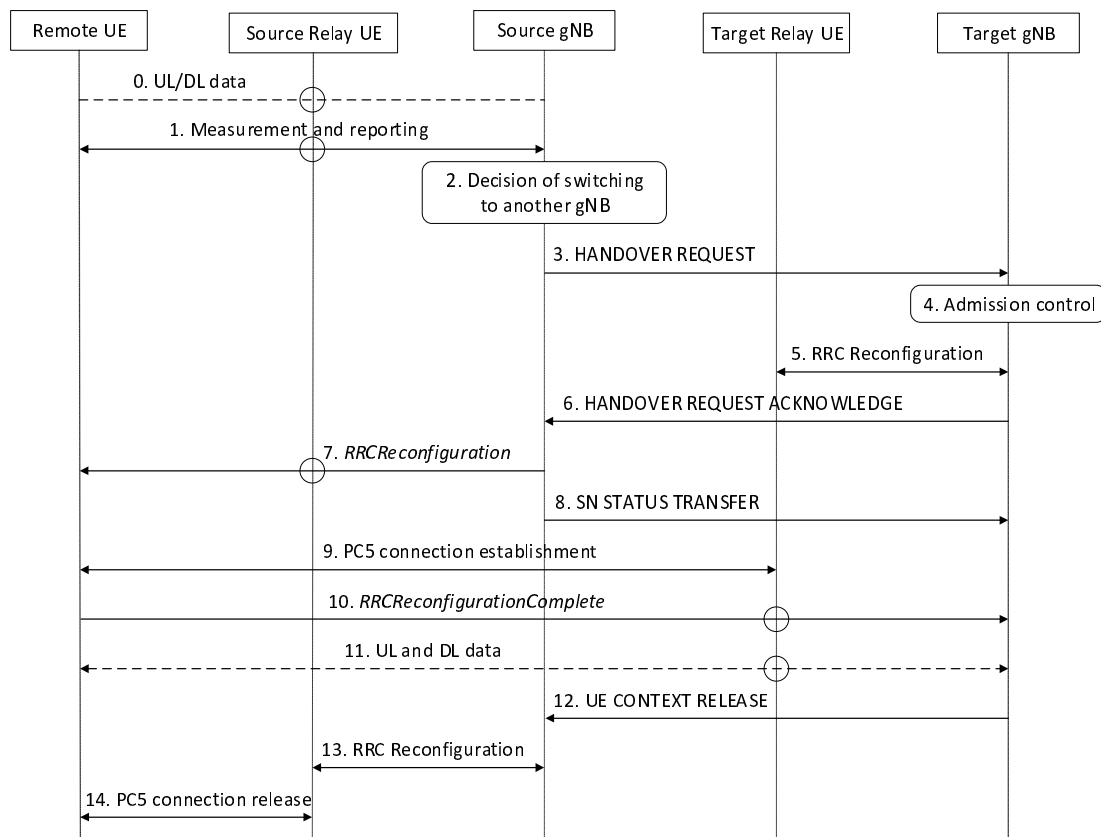 Remote UE
Source Relay UE
Source gNB
Target Relay UE
Target gNB
0. UL/DL data
1. Measurement and reporting
2. Decision of switching
to another gNB
3. HANDOVER REQUEST
4. Admission control
5. RRC Reconfiguration
6. HANDOVER REQUEST ACKNOWLEDGE
7. RRCReconfiguration
8. SN STATUS TRANSFER
9. PC5 connection establishment
10. RRCReconfigurationComplete
11. UL and DL data
12. UE CONTEXT RELEASE
13. RRC Reconfiguration
14. PC5 connection release